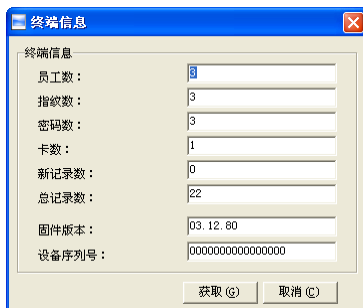 终端信息
终端信息
员工数： 3
指纹数： 3
密码数： 3
卡数： 1
新记录数： 0
总记录数： 22
固件版本： 03.12.80
设备序列号： 0000000000000000
获取(G) 取消(C)